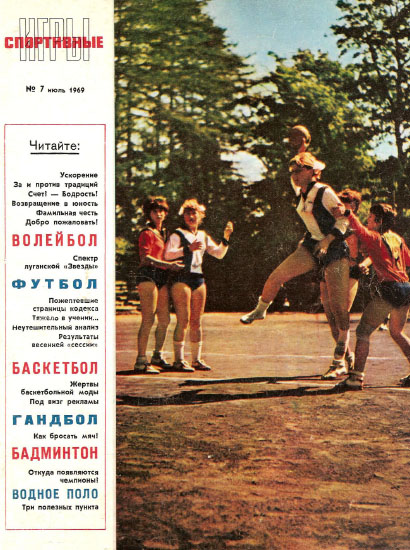 ИГРЫ
СПОРТИВНЫЕ
№ 7 июль 1969
Читайте:
Ускорение
За и против традиций
Счет! — Бодрость!
Возвращение в юность
Фамильная честь
Добро пожаловать!
ВОЛЕЙБОЛ
Спектр
луганской «Звезды»
ФУТБОЛ
Пожелтевшие
страницы кодекса
Тяжело в учении...
Неутешительный анализ
Результаты
весенней «сессии»
БАСКЕТБОЛ
Жертвы
баскетбольной моды
Под визг рекламы
ГАНДБОЛ
Как бросать мяч!
БАДМИНТОН
Откуда появляются
чемпионы!
ВОДНОЕ ПОЛО
Три полезных пункта